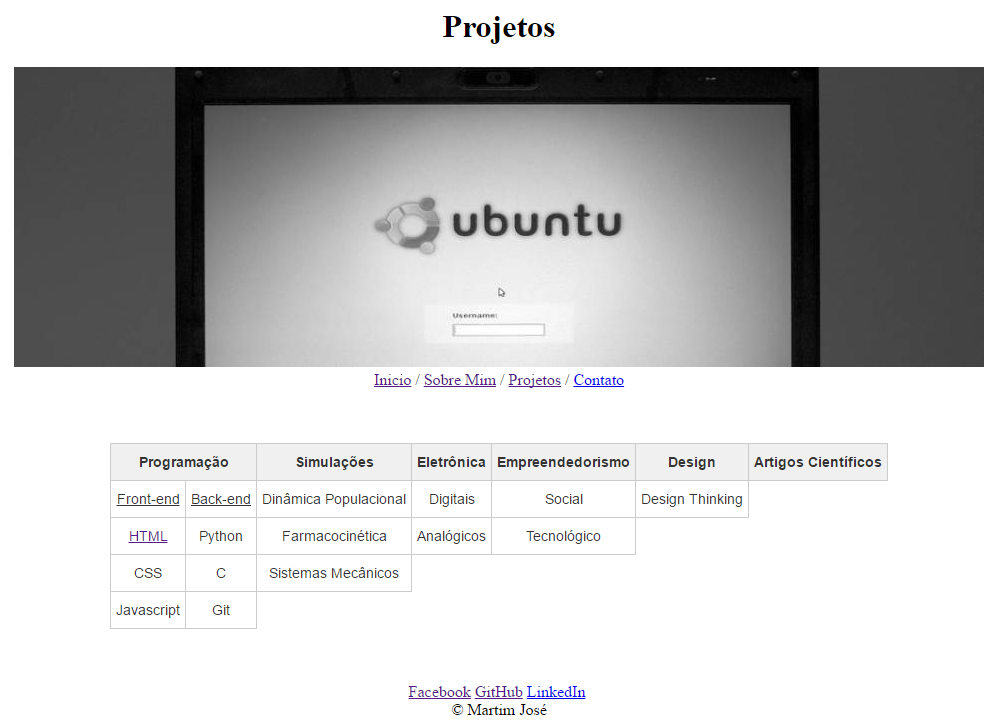 Projetos
ubuntu
Username:
Inicio / Sobre Mim / Projetos / Contato
Programação Simulações Eletrônica Empreendedorismo Design Artigos Científicos
Front-end Back-end Dinâmica Populacional Digitais Social Design Thinking
HTML Python Farmacocinética Analógicos Tecnológico
CSS C Sistemas Mecânicos
Javascript Git
Facebook GitHub LinkedIn
© Martim José